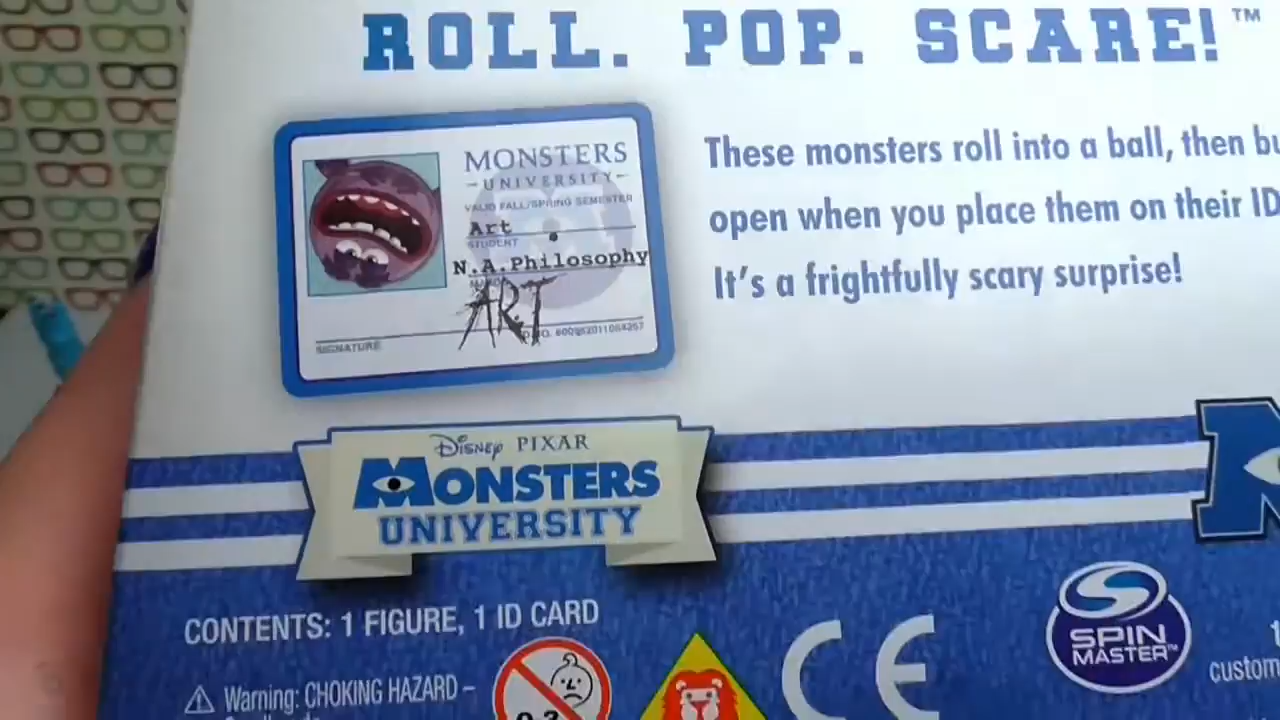 ROLL. POP. SCARE!™
MONSTERS
-UNIVERSITY-
VALID FALL/SPRING SEMESTER
Art
STUDENT
N.A.Philosophy
ART
SIGNATURE
These monsters roll into a ball, then bu
open when you place them on their ID
It's a frightfully scary surprise!
Disney PIXAR
MONSTERS
UNIVERSITY
CONTENTS: 1 FIGURE, 1 ID CARD
Warning: CHOKING HAZARD –
0-3
CE
SPIN
MASTER™
custom